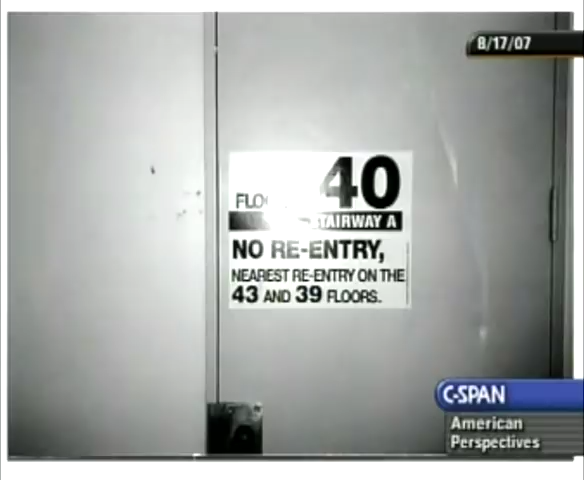 8/17/07
40
STAIRWAY A
NO RE-ENTRY,
NEAREST RE-ENTRY ON THE
43 AND 39 FLOORS.
C-SPAN
American
Perspectives